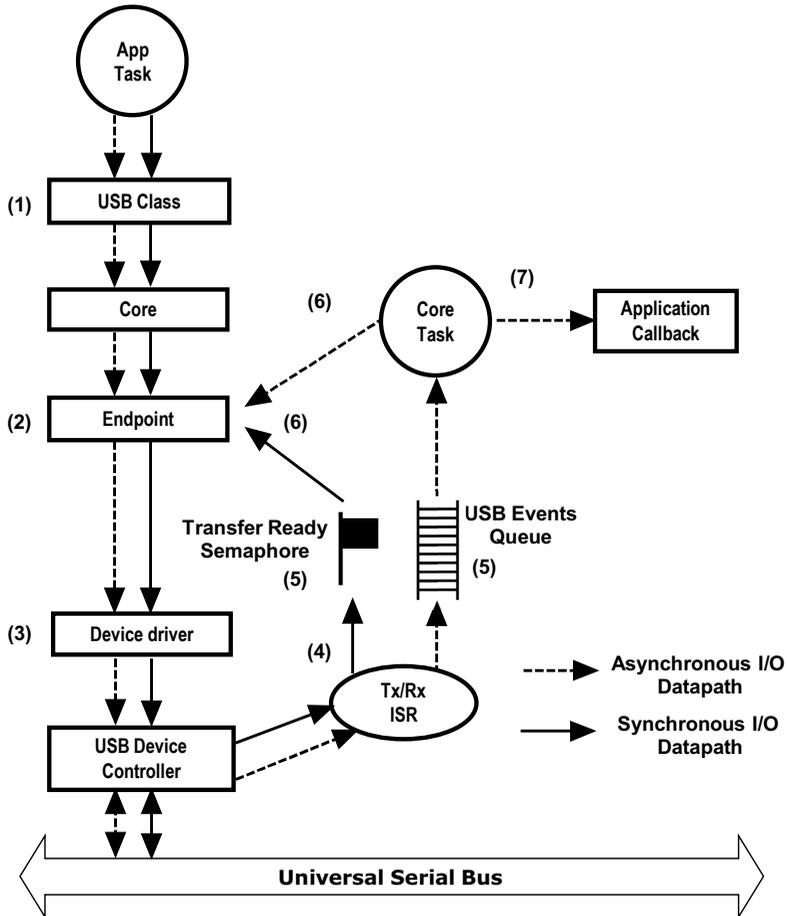 App
Task
(1)
USB Class
Core
(6)
Core
Task
(7)
Application
Callback
(2)
Endpoint
(6)
Transfer Ready
Semaphore
(5)
USB Events
Queue
(5)
(3)
Device driver
(4)
Tx/Rx
ISR
Asynchronous I/O
Datapath
USB Device
Controller
Synchronous I/O
Datapath
Universal Serial Bus